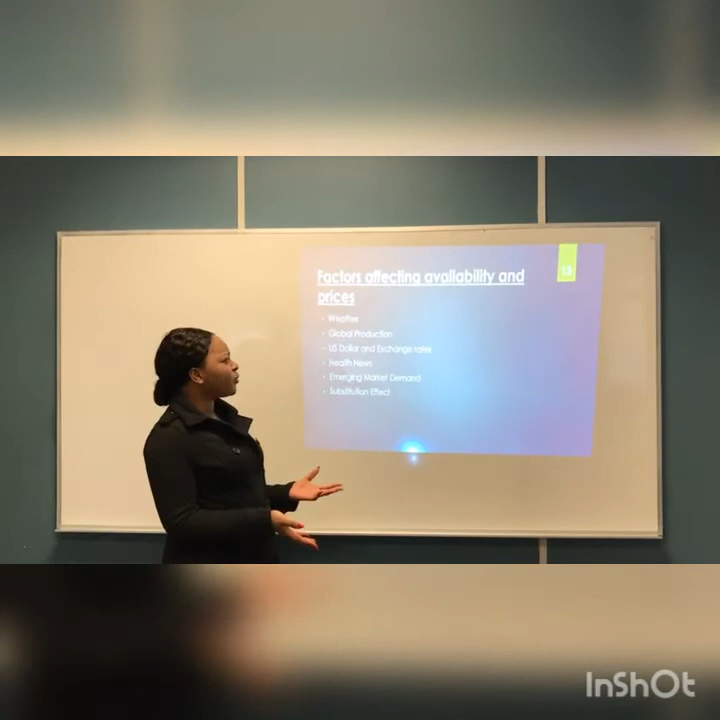 Factors affecting availability and
prices
Weather
Global Production
US Dollar and Exchange rates
Health News
Emerging Market Demand
Substitution Effect
InShOt